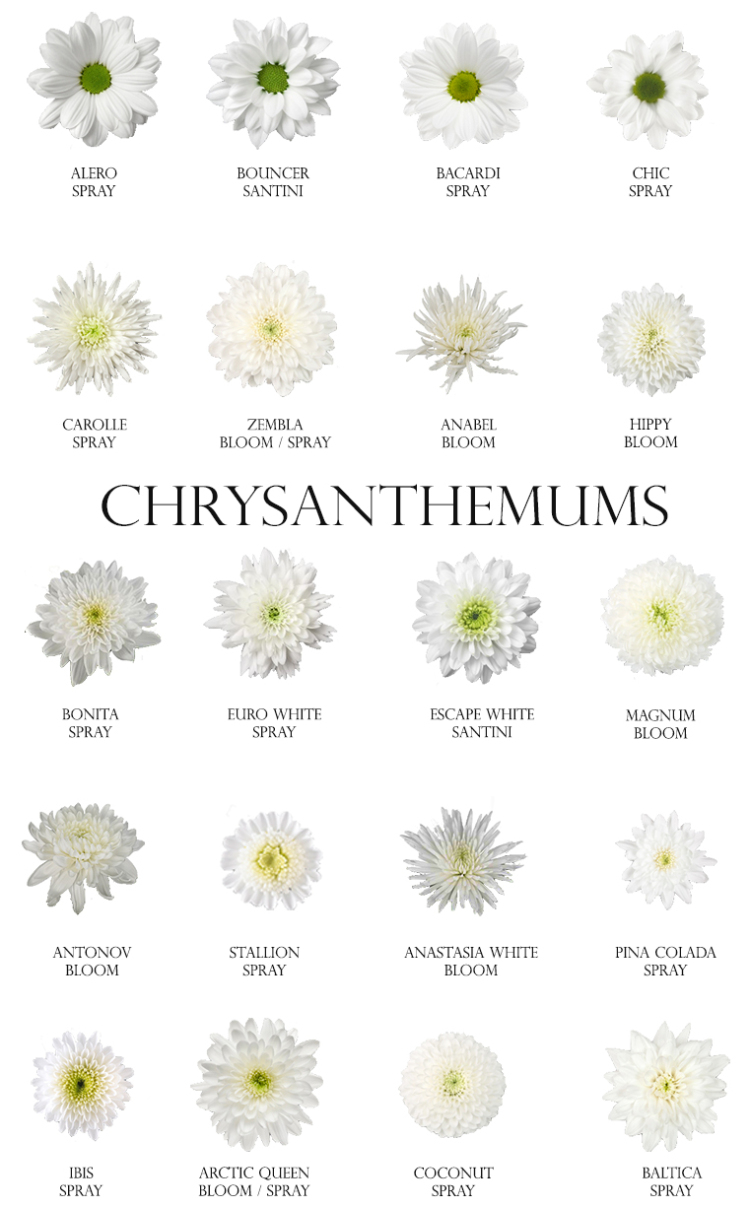 ALERO
SPRAY
BOUNCER
SANTINI
BACARDI
SPRAY
CHIC
SPRAY
CAROLLE
SPRAY
ZEMBLA
BLOOM / SPRAY
ANABEL
BLOOM
HIPPY
BLOOM
CHRYSANTHEMUMS
BONITA
SPRAY
EURO WHITE
SPRAY
ESCAPE WHITE
SANTINI
MAGNUM
BLOOM
ANTONOV
BLOOM
STALLION
SPRAY
ANASTASIA WHITE
BLOOM
PINA COLADA
SPRAY
IBIS
SPRAY
ARCTIC QUEEN
BLOOM / SPRAY
COCONUT
SPRAY
BALTICA
SPRAY